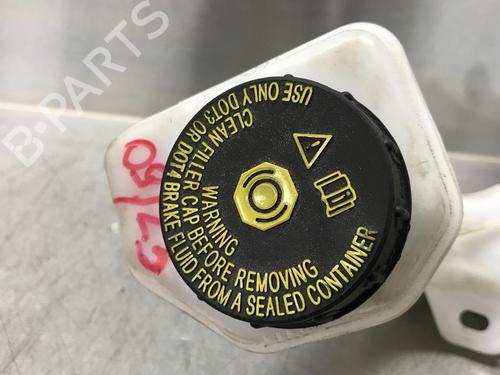 B-PARTS
WARNING
CLEAN FILLER CAP BEFORE REMOVING
USE ONLY DOT3 OR DOT4 BRAKE FLUID FROM A SEALED CONTAINER